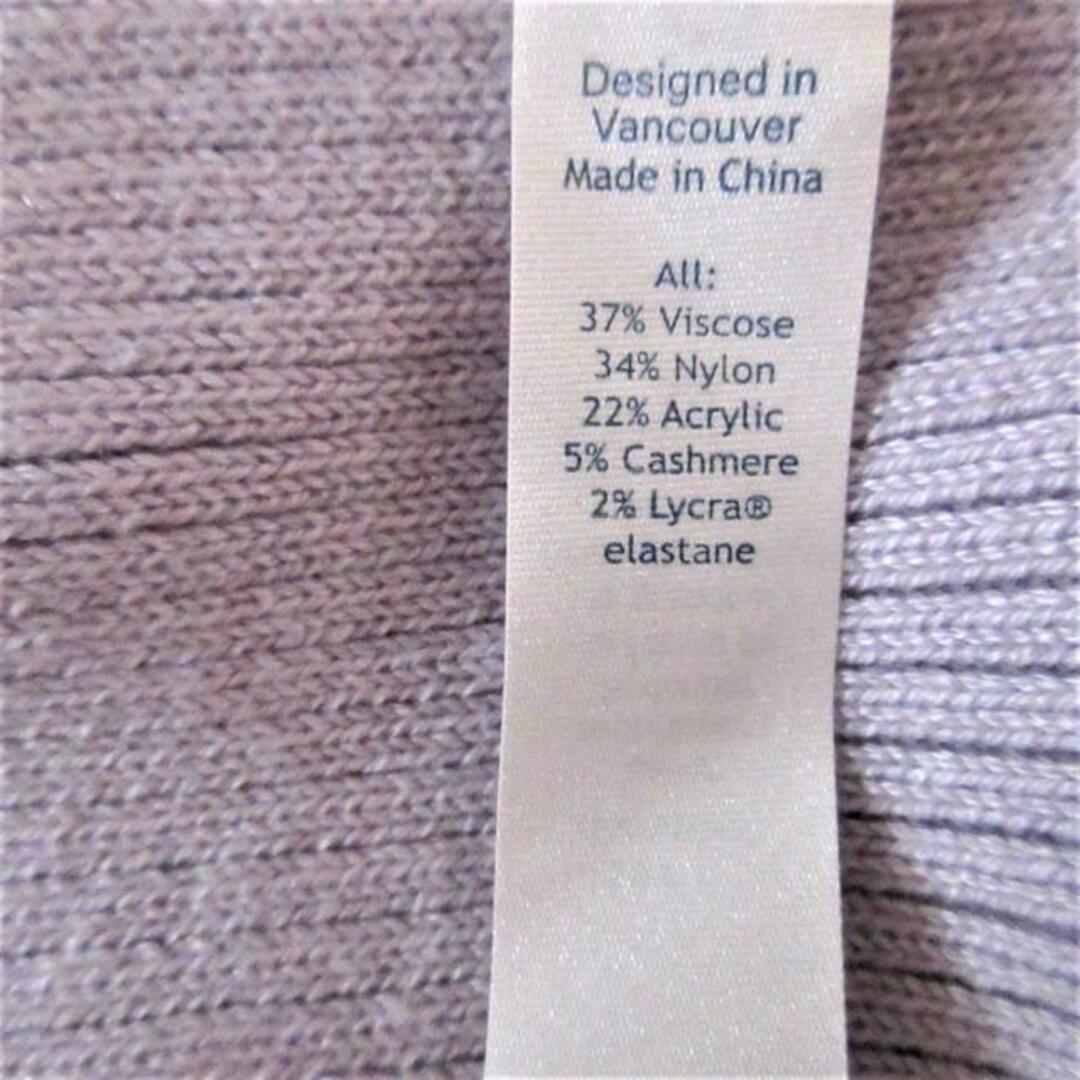 Designed in
Vancouver
Made in China
All:
37% Viscose
34% Nylon
22% Acrylic
5% Cashmere
2% Lycra®
elastane